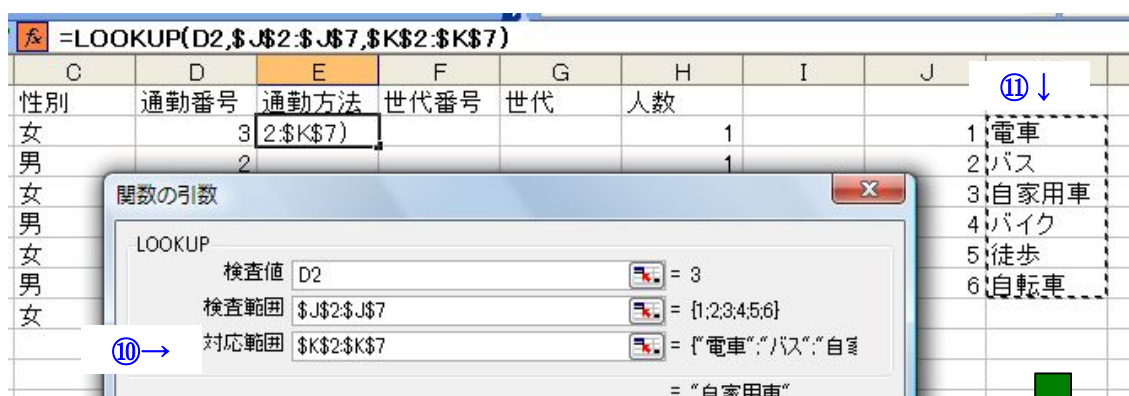 fx =LOOKUP(D2,$J$2:$J$7,$K$2:$K$7)
C D E F G H I J
性別 通勤番号 通勤方法 世代番号 世代 人数 ⑪↓
女 3 2:$K$7) 1 1 電車
男 2 1 2 バス
女 3 自家用車
男 4 バイク
女 5 徒歩
男 6 自転車
女
関数の引数 x
LOOKUP
検査値 D2 = 3
検査範囲 $J$2:$J$7 = {1;2;3;4;5;6}
⑩→ 対応範囲 $K$2:$K$7 = {"電車";"バス";"自家
= "自家用車"